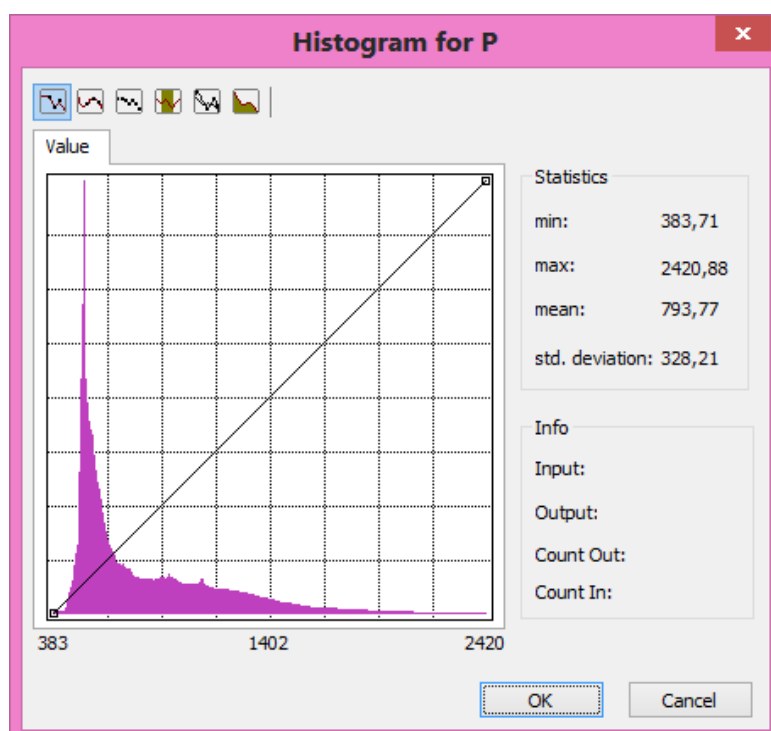 Histogram for P
x
Value
Statistics
min: 383,71
max: 2420,88
mean: 793,77
std. deviation: 328,21
Info
Input:
Output:
Count Out:
Count In:
383 1402 2420
OK Cancel